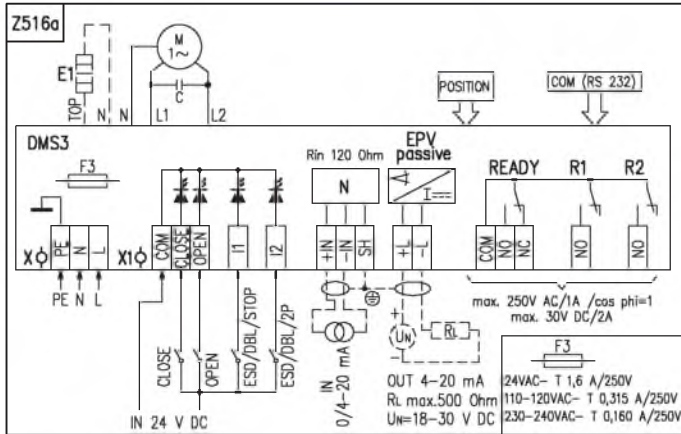 Z516a
M
1~
E1
TOP
N
N
C
L1
L2
POSITION
COM (RS 232)
DMS3
F3
Rin 120 Ohm
EPV
passive
N
I
READY
R1
R2
X
PE
N
L
X1
COM
CLOSE
OPEN
I1
I2
+IN
-IN
SH
+L
-L
COM
NO
NC
NO
NO
PE N L
CLOSE
OPEN
ESD/DBL/STOP
ESD/DBL/2P
IN 24 V DC
IN
0/4-20 mA
+
UN
-
RL
max. 250V AC/1A /cos phi=1
max. 30V DC/2A
OUT 4-20 mA
RL max.500 Ohm
UN=18-30 V DC
F3
24VAC- T 1,6 A/250V
110-120VAC- T 0,315 A/250V
230-240VAC- T 0,160 A/250V